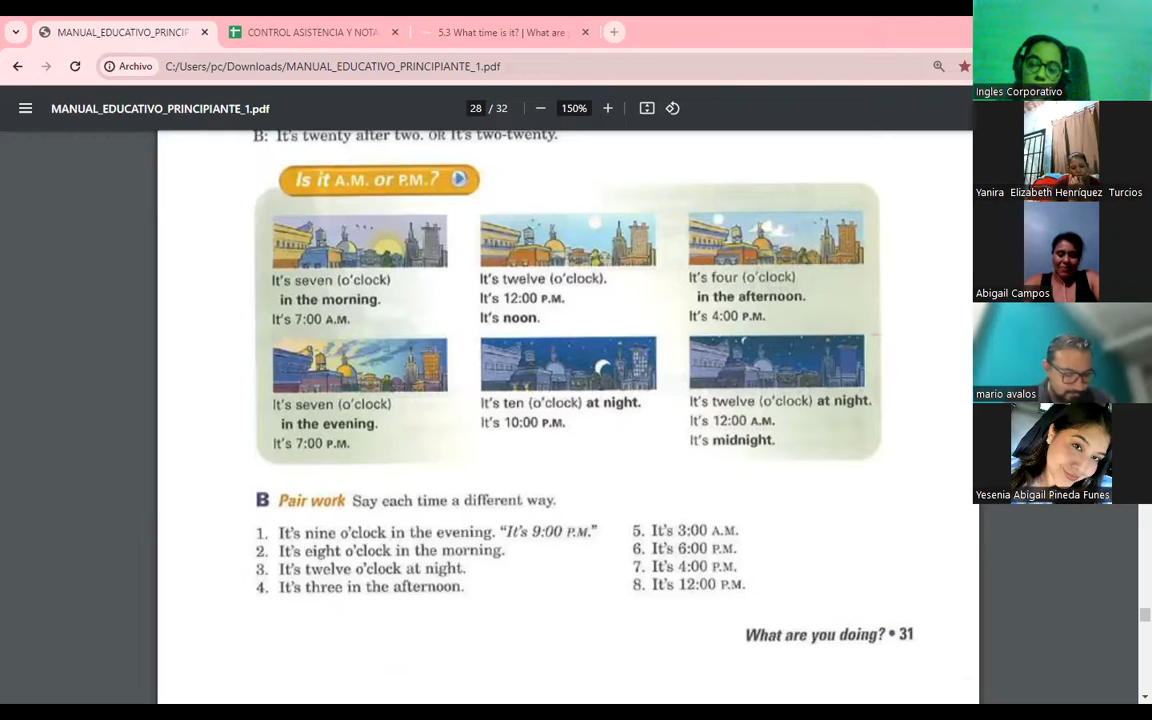 MANUAL_EDUCATIVO_PRINCIP
CONTROL ASISTENCIA Y NOTA
5.3 What time is it? | What are
Archivo
C:/Users/pc/Downloads/MANUAL_EDUCATIVO_PRINCIPIANTE_1.pdf
MANUAL_EDUCATIVO_PRINCIPIANTE_1.pdf
28 / 32
150%
B: It's twenty after two. OR It's two-twenty.
Is it A.M. or P.M.?
It's seven (o'clock)
in the morning.
It's 7:00 A.M.
It's twelve (o'clock).
It's 12:00 P.M.
It's noon.
It's four (o'clock)
in the afternoon.
It's 4:00 P.M.
It's seven (o'clock)
in the evening.
It's 7:00 P.M.
It's ten (o'clock) at night.
It's 10:00 P.M.
It's twelve (o'clock) at night.
It's 12:00 A.M.
It's midnight.
B Pair work Say each time a different way.
1. It's nine o'clock in the evening. "It's 9:00 P.M."
2. It's eight o'clock in the morning.
3. It's twelve o'clock at night.
4. It's three in the afternoon.
5. It's 3:00 A.M.
6. It's 6:00 P.M.
7. It's 4:00 P.M.
8. It's 12:00 P.M.
What are you doing? • 31
Ingles Corporativo
Yanira Elizabeth Henríquez Turcios
Abigail Campos
mario avalos
Yesenia Abigail Pineda Funes